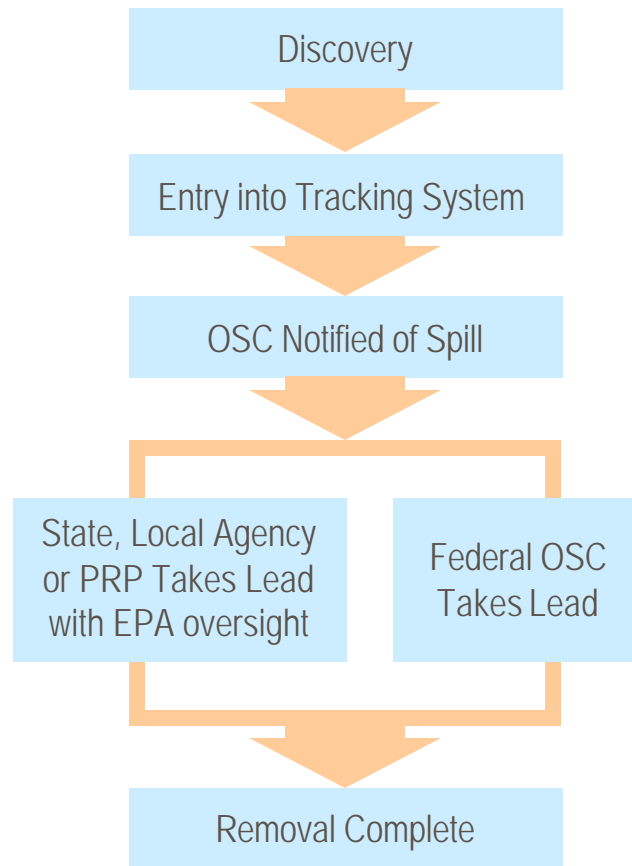 Discovery
Entry into Tracking System
OSC Notified of Spill
State, Local Agency
or PRP Takes Lead
with EPA oversight
Federal OSC
Takes Lead
Removal Complete